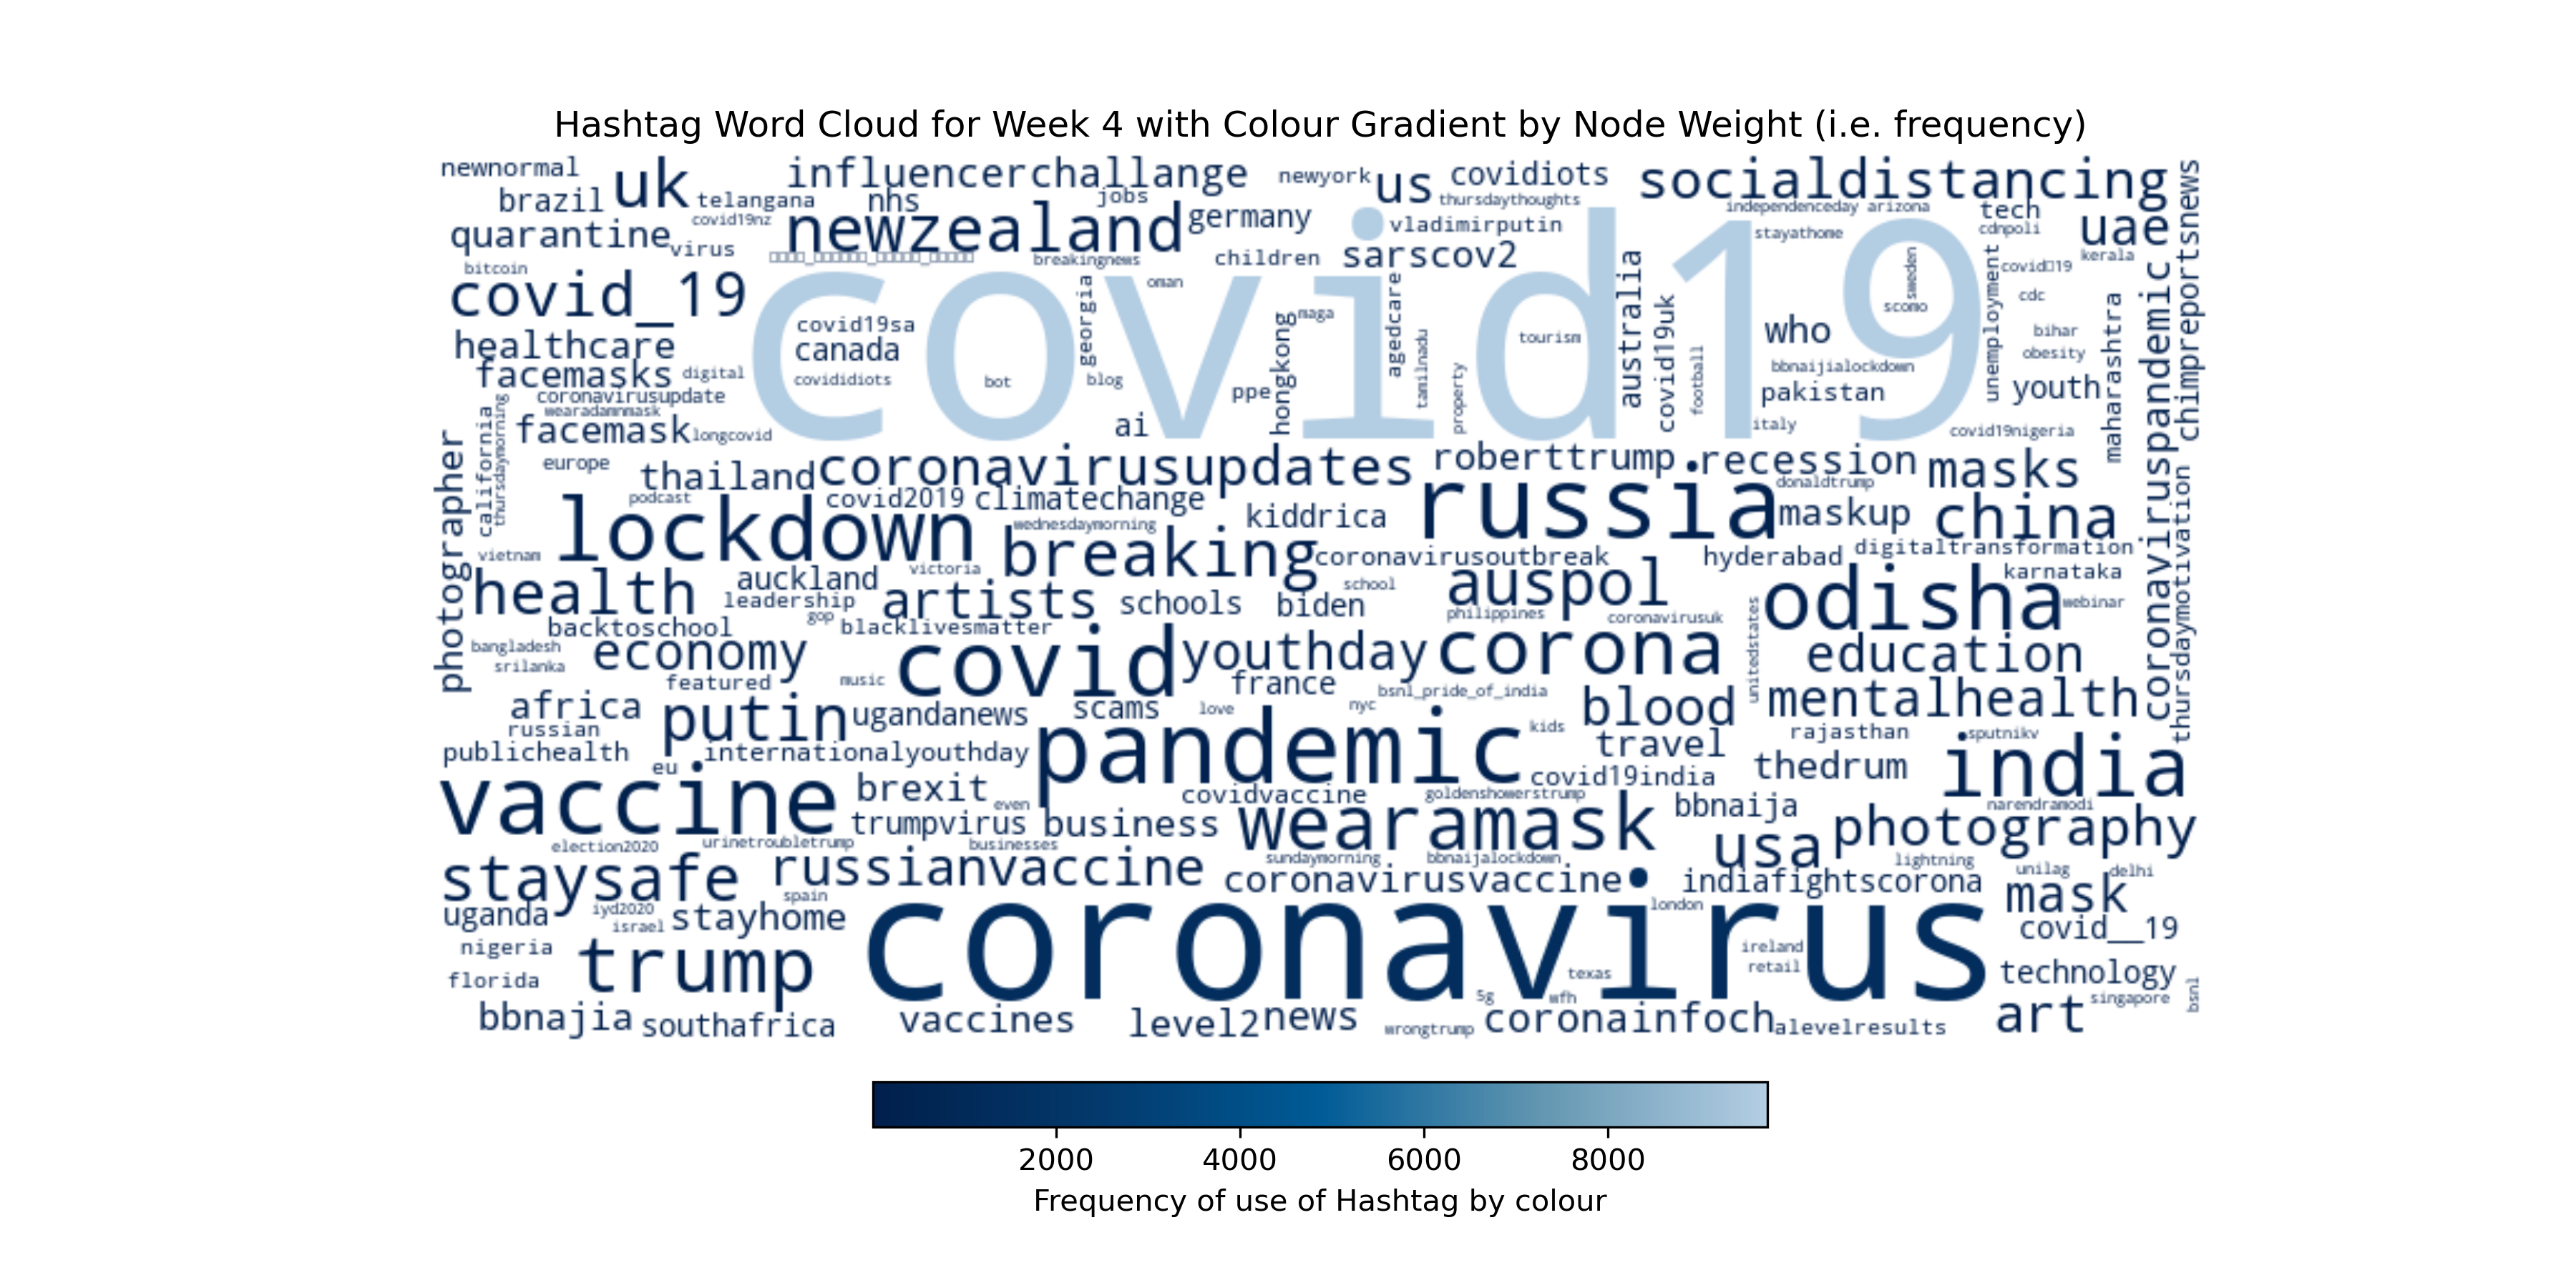 Hashtag Word Cloud for Week 4 with Colour Gradient by Node Weight (i.e. frequency)
newnormal
influencerchallange
newyork
us
covidiots
socialdistancing
chimpreportsnews
brazil
uk
telangana
nhs
jobs
thursdaythoughts
independenceday
arizona
tech
quarantine
covid19nz
virus
newzealand
germany
vladimirputin
stayathome
cdnpoli
uae
bitcoin
breakingnews
children
sarscov2
kerala
covid_19
covid19
oman
georgia
maga
hongkong
agedcare
tamilnadu
property
tourism
australia
covid19uk
football
sweden
scomo
unemployment
cdc
bihar
obesity
maharashtra
coronaviruspandemic
covid19sa
canada
covididiots
bot
blog
ppe
ai
who
bbnaijialockdown
pakistan
youth
italy
covid19nigeria
healthcare
facemasks
digital
coronavirusupdate
wearadamnmask
facemask
longcovid
california
thursdaymorning
photographer
europe
thailand
coronavirusupdates
roberttrump
recession
masks
podcast
covid2019
climatechange
donaldtrump
lockdown
wednesdaymorning
kiddrica
russia
maskup
china
thursdaymotivation
vietnam
victoria
breaking
coronavirusoutbreak
hyderabad
digitaltransformation
health
auckland
leadership
artists
schools
school
biden
auspol
karnataka
odisha
webinar
backtoschool
gop
blacklivesmatter
philippines
coronavirusuk
unitedstates
bangladesh
srilanka
economy
featured
music
covid
youthday
corona
education
france
bsnl_pride_of_india
africa
russian
putin
ugandanews
scams
love
nyc
kids
blood
mentalhealth
publichealth
eu
internationalyouthday
pandemic
travel
rajasthan
sputnikv
covid19india
thedrum
india
vaccine
brexit
even
covidvaccine
goldenshowerstrump
bbnaija
narendramodi
trumpvirus
business
wearamask
usa
photography
election2020
urinetroubletrump
businesses
staysafe
russianvaccine
sundaymorning
bbnaijalockdown
lightning
unilag
delhi
coronavirusvaccine
indiafightscorona
mask
uganda
iyd2020
israel
spain
stayhome
london
covid__19
nigeria
coronavirus
ireland
retail
florida
trump
texas
technology
5g
wfh
singapore
bsnl
bbnajia
southafrica
vaccines
level2
news
wrongtrump
coronainfoch
alevelresults
art
2000 4000 6000 8000
Frequency of use of Hashtag by colour